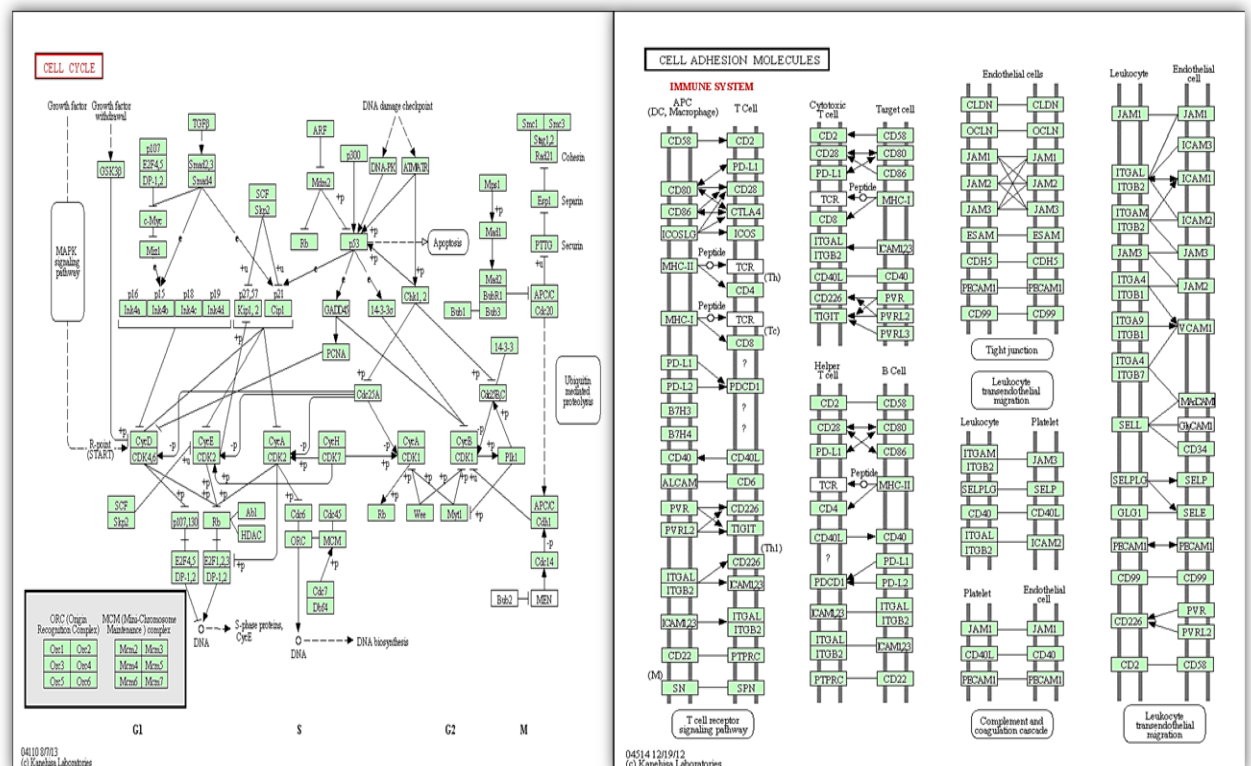 CELL CYCLE
Growth factor
Growth factor withdrawal
DNA damage checkpoint
TGFβ
ARF
Smc1 Smc3
Stag1,2
Rad21
Cohesin
p107
E2F4,5
DP-1,2
GSK3β
Smad2,3
Smad4
p300
DNA-PK
ATM/ATR
Mdm2
SCF
Skp2
Mps1
Esp1
Separin
c-Myc
Miz1
Rb
p53
Apoptosis
Mad1
PTTG
Securin
MAPK
signaling
pathway
Mad2
BubR1
Bub3
Bub1
APC/C
Cdc20
p16 p15 p18 p19 p27,57 p21
Ink4a Ink4b Ink4c Ink4d Kip1, 2 Cip1
GADD45
14-3-3σ
Chk1, 2
PCNA
14-3-3
Cdc25A
Cdc25B,C
Ubiquitin
mediated
proteolysis
R-point
(START)
CycD
CDK4,6
CycE
CDK2
CycA
CDK2
CycH
CDK7
CycA
CDK1
CycB
CDK1
Plk1
SCF
Skp2
p107,130
Rb
Abl
HDAC
Cdc6
Cdc45
ORC
MCM
Rb
Wee
Myt1
APC/C
Cdh1
Cdc14
E2F4,5
DP-1,2
E2F1,2,3
DP-1,2
Cdc7
Dbf4
Bub2
MEN
DNA
S-phase proteins,
CycE
DNA
DNA biosynthesis
ORC (Origin
Recognition Complex)
MCM (Mini-Chromosome
Maintenance) complex
Orc1 Orc2 Mcm2 Mcm3
Orc3 Orc4 Mcm4 Mcm5
Orc5 Orc6 Mcm6 Mcm7
G1 S G2 M
04110 8/7/13
(c) Kanehisa Laboratories
CELL ADHESION MOLECULES
IMMUNE SYSTEM
APC
(DC, Macrophage)
T Cell
CD58 CD2
PD-L1
CD80 CD28
CD86 CTLA4
ICOSLG ICOS
Peptide
MHC-II TCR
(Th)
CD4
Peptide
MHC-I TCR
(Tc)
CD8
PD-L1 ?
PD-L2 PDCD1
B7H3 ?
B7H4 ?
CD40 CD40L
ALCAM CD6
PVR CD226
PVRL2 TIGIT
(Th1)
CD226
ITGAL
ITGB2
ICAM1,2,3
ICAM1,2,3
ITGAL
ITGB2
CD22 PTPRC
(M)
SN SPN
T cell receptor
signaling pathway
Cytotoxic
T cell
Target cell
CD2 CD58
CD28 CD80
PD-L1 CD86
Peptide
TCR MHC-I
CD8
ITGAL
ITGB2
ICAM1,2,3
CD40L CD40
CD226 PVR
TIGIT PVRL2
PVRL3
Helper
T cell
B Cell
CD2 CD58
CD28 CD80
PD-L1 CD86
Peptide
TCR MHC-II
CD4
CD40L CD40
? PD-L1
PDCD1 PD-L2
ICAM1,2,3
ITGAL
ITGB2
ITGAL
ITGB2
ICAM1,2,3
PTPRC CD22
Endothelial cells
CLDN CLDN
OCLN OCLN
JAM1 JAM1
JAM2 JAM2
JAM3 JAM3
ESAM ESAM
CDH5 CDH5
PECAM1 PECAM1
CD99 CD99
Tight junction
Leukocyte
transendothelial
migration
Leukocyte Platelet
ITGAM
ITGB2
JAM3
SELPLG SELP
CD40 CD40L
ITGAL
ITGB2
ICAM2
Platelet
Endothelial
cell
JAM1 JAM1
CD40L CD40
PECAM1 PECAM1
Complement and
coagulation cascade
Leukocyte
Endothelial
cell
JAM1 JAM1
ICAM3
ITGAL
ITGB2
ICAM1
ITGAM
ITGB2
ICAM2
JAM3 JAM3
ITGA4
ITGB1
JAM2
ITGA9
ITGB1
VCAM1
ITGA4
ITGB7
MADAM1
SELL GlyCAM1
CD34
SELPLG SELP
GLG1 SELE
PECAM1 PECAM1
CD99 CD99
PVR
CD226
PVRL2
CD2 CD58
Leukocyte
transendothelial
migration
04514 12/19/12
(c) Kanehisa Laboratories